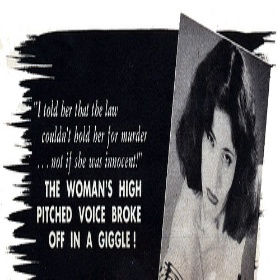 "I told her that the law
couldn't hold her for murder
. . . not if she was innocent!"
THE WOMAN'S HIGH
PITCHED VOICE BROKE
OFF IN A GIGGLE!